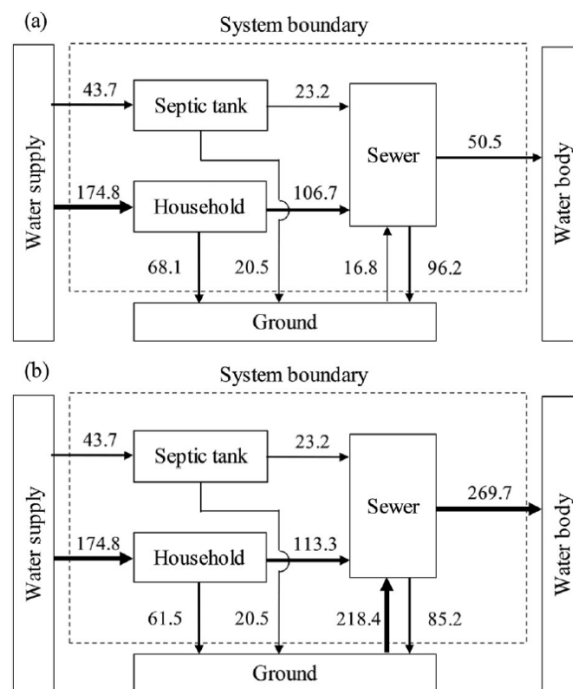 (a)
System boundary
Water supply
43.7
Septic tank
23.2
Sewer
50.5
Water body
174.8
Household
106.7
68.1
20.5
16.8
96.2
Ground
(b)
System boundary
Water supply
43.7
Septic tank
23.2
Sewer
269.7
Water body
174.8
Household
113.3
61.5
20.5
218.4
85.2
Ground